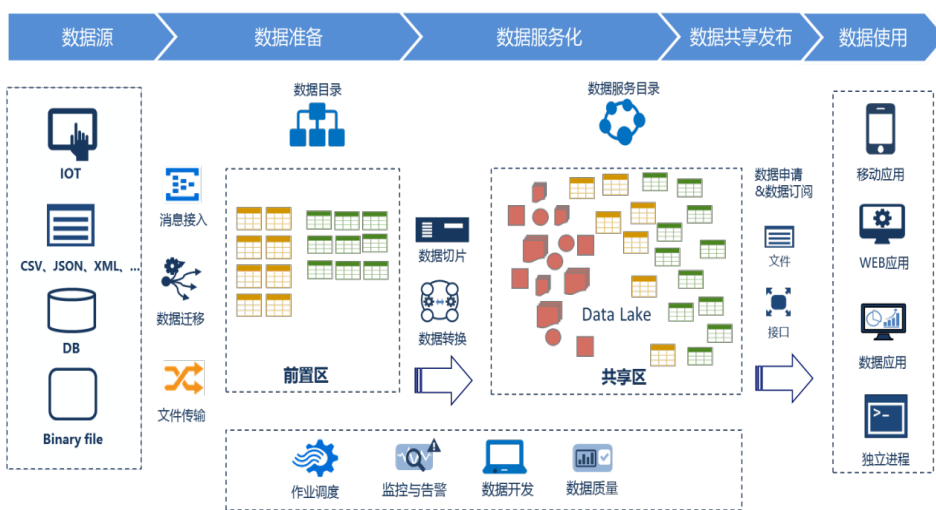 数据源
数据准备
数据服务化
数据共享发布
数据使用
IOT
CSV、JSON、XML、...
DB
Binary file
消息接入
数据迁移
文件传输
数据目录
前置区
数据切片
数据转换
数据服务目录
Data Lake
共享区
数据申请
&数据订阅
文件
接口
移动应用
WEB应用
数据应用
独立进程
作业调度
监控与告警
数据开发
数据质量